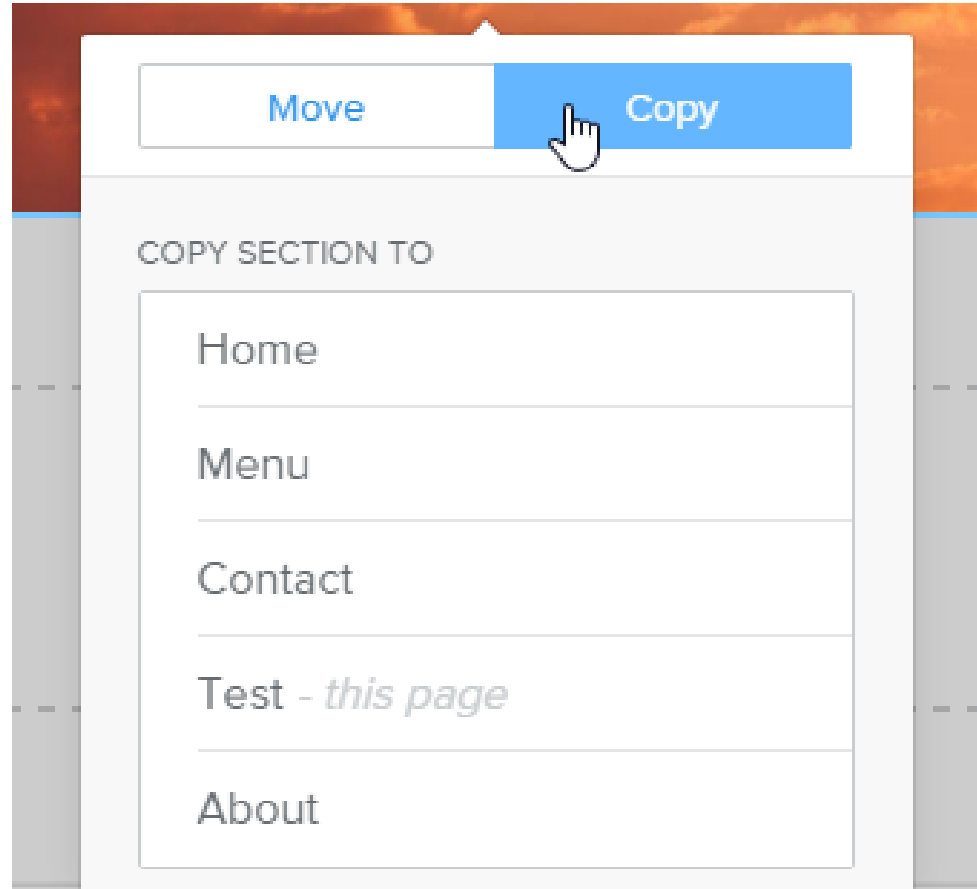 Move Copy
COPY SECTION TO
Home
Menu
Contact
Test - this page
About